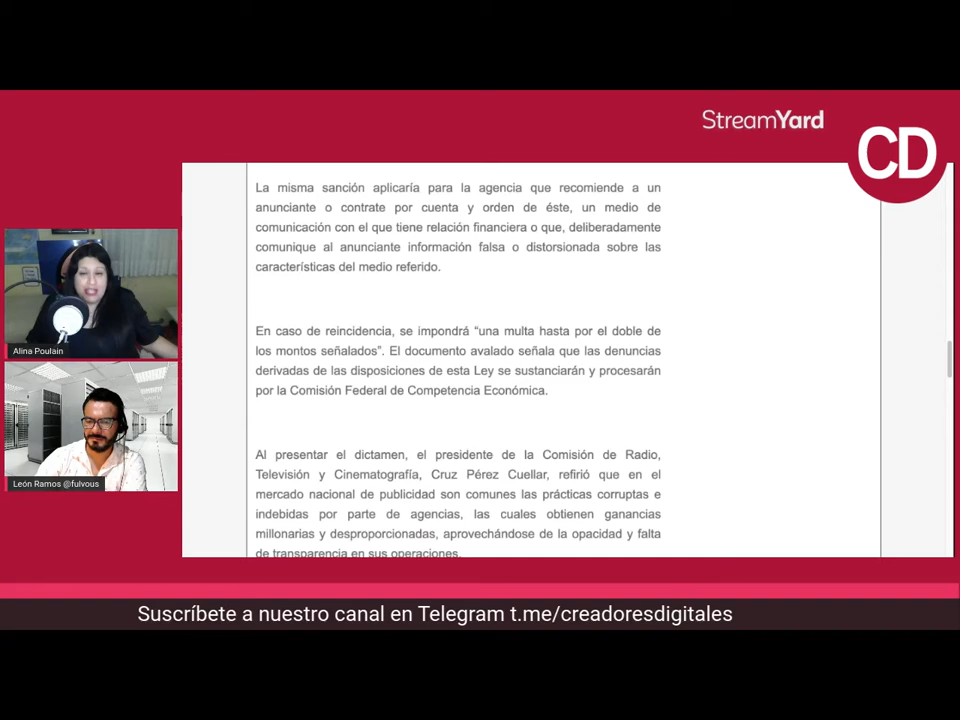 StreamYard
CD
La misma sanción aplicaría para la agencia que recomiende a un
anunciante o contrate por cuenta y orden de éste, un medio de
comunicación con el que tiene relación financiera o que, deliberadamente
comunique al anunciante información falsa o distorsionada sobre las
características del medio referido.
En caso de reincidencia, se impondrá “una multa hasta por el doble de
los montos señalados”. El documento avalado señala que las denuncias
derivadas de las disposiciones de esta Ley se sustanciarán y procesarán
por la Comisión Federal de Competencia Económica.
Al presentar el dictamen, el presidente de la Comisión de Radio,
Televisión y Cinematografía, Cruz Pérez Cuellar, refirió que en el
mercado nacional de publicidad son comunes las prácticas corruptas e
indebidas por parte de agencias, las cuales obtienen ganancias
millonarias y desproporcionadas, aprovechándose de la opacidad y falta
de transparencia en sus operaciones.
Alina Poulain
León Ramos @fulvous
Suscríbete a nuestro canal en Telegram t.me/creadoresdigitales